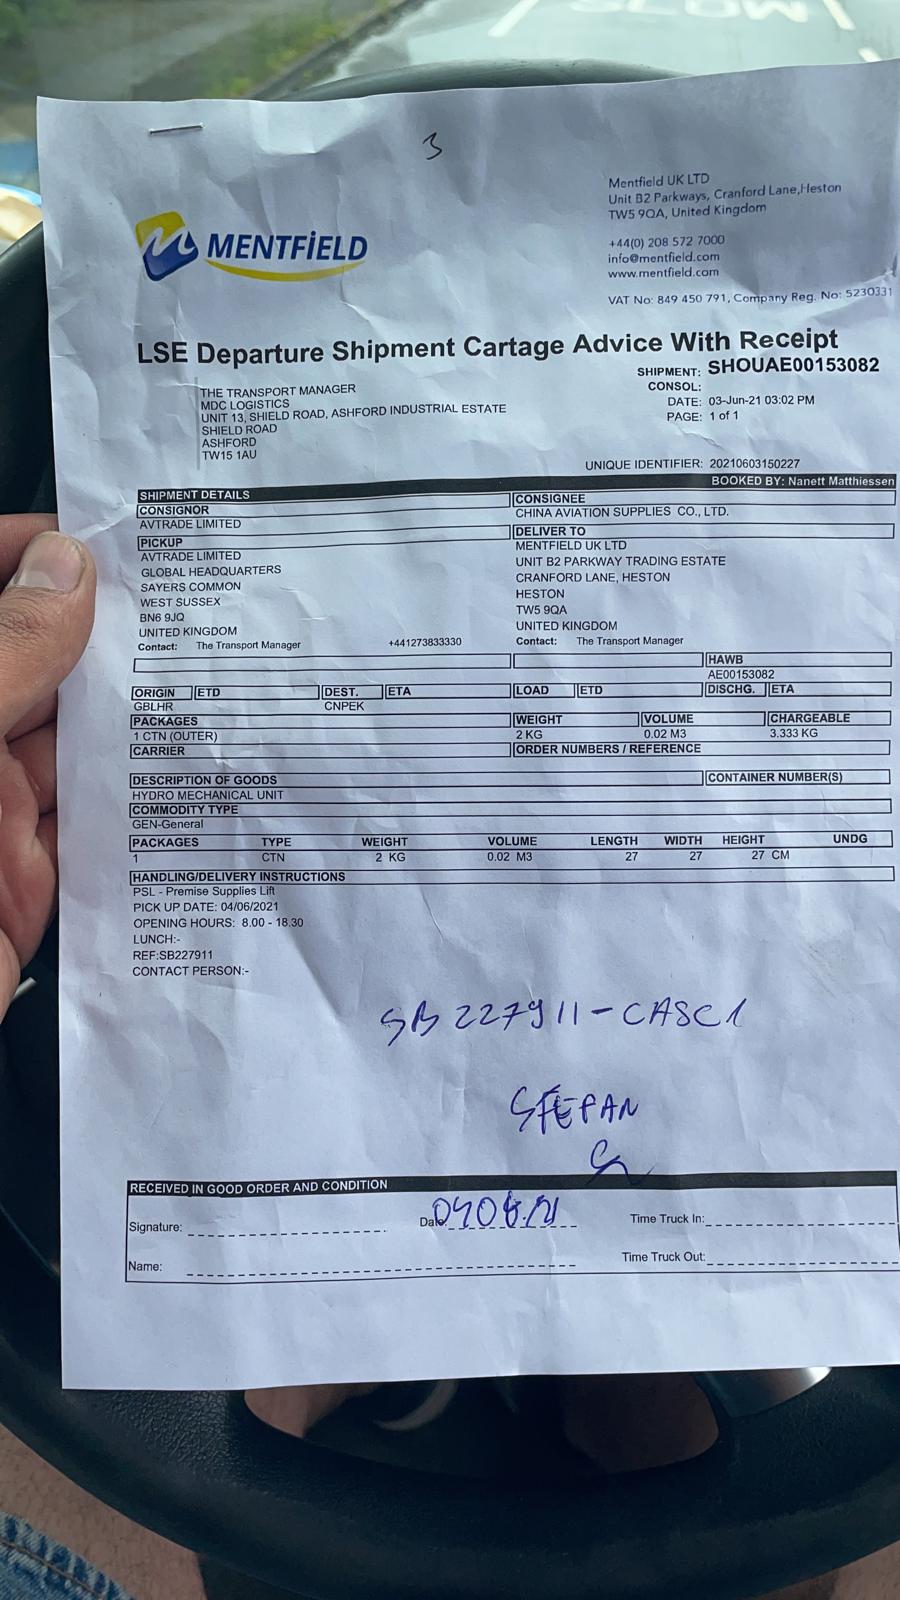 SLOW
3
Mentfield UK LTD
Unit B2 Parkways, Cranford Lane,Heston
TW5 9QA, United Kingdom
+44(0) 208 572 7000
info@mentfield.com
www.mentfield.com
VAT No: 849 450 791, Company Reg. No: 5230331
MENTFiELD
LSE Departure Shipment Cartage Advice With Receipt
SHIPMENT: SHOUAE00153082
CONSOL:
DATE: 03-Jun-21 03:02 PM
PAGE: 1 of 1
THE TRANSPORT MANAGER
MDC LOGISTICS
UNIT 13, SHIELD ROAD, ASHFORD INDUSTRIAL ESTATE
SHIELD ROAD
ASHFORD
TW15 1AU
UNIQUE IDENTIFIER: 20210603150227
SHIPMENT DETAILS BOOKED BY: Nanett Matthiessen
CONSIGNOR CONSIGNEE
AVTRADE LIMITED CHINA AVIATION SUPPLIES CO., LTD.
PICKUP DELIVER TO
AVTRADE LIMITED MENTFIELD UK LTD
GLOBAL HEADQUARTERS UNIT B2 PARKWAY TRADING ESTATE
SAYERS COMMON CRANFORD LANE, HESTON
WEST SUSSEX HESTON
BN6 9JQ TW5 9QA
UNITED KINGDOM UNITED KINGDOM
Contact: The Transport Manager +441273833330 Contact: The Transport Manager
HAWB
AE00153082
ORIGIN ETD DEST. ETA LOAD ETD DISCHG. ETA
GBLHR CNPEK
PACKAGES WEIGHT VOLUME CHARGEABLE
1 CTN (OUTER) 2 KG 0.02 M3 3.333 KG
CARRIER ORDER NUMBERS / REFERENCE
DESCRIPTION OF GOODS CONTAINER NUMBER(S)
HYDRO MECHANICAL UNIT
COMMODITY TYPE
GEN-General
PACKAGES TYPE WEIGHT VOLUME LENGTH WIDTH HEIGHT UNDG
1 CTN 2 KG 0.02 M3 27 27 27 CM
HANDLING/DELIVERY INSTRUCTIONS
PSL - Premise Supplies Lift
PICK UP DATE: 04/06/2021
OPENING HOURS: 8.00 - 18.30
LUNCH:-
REF:SB227911
CONTACT PERSON:-
SB227911-CASC1
STEPAN
RECEIVED IN GOOD ORDER AND CONDITION
Signature: Date: Time Truck In:
Name: Time Truck Out: